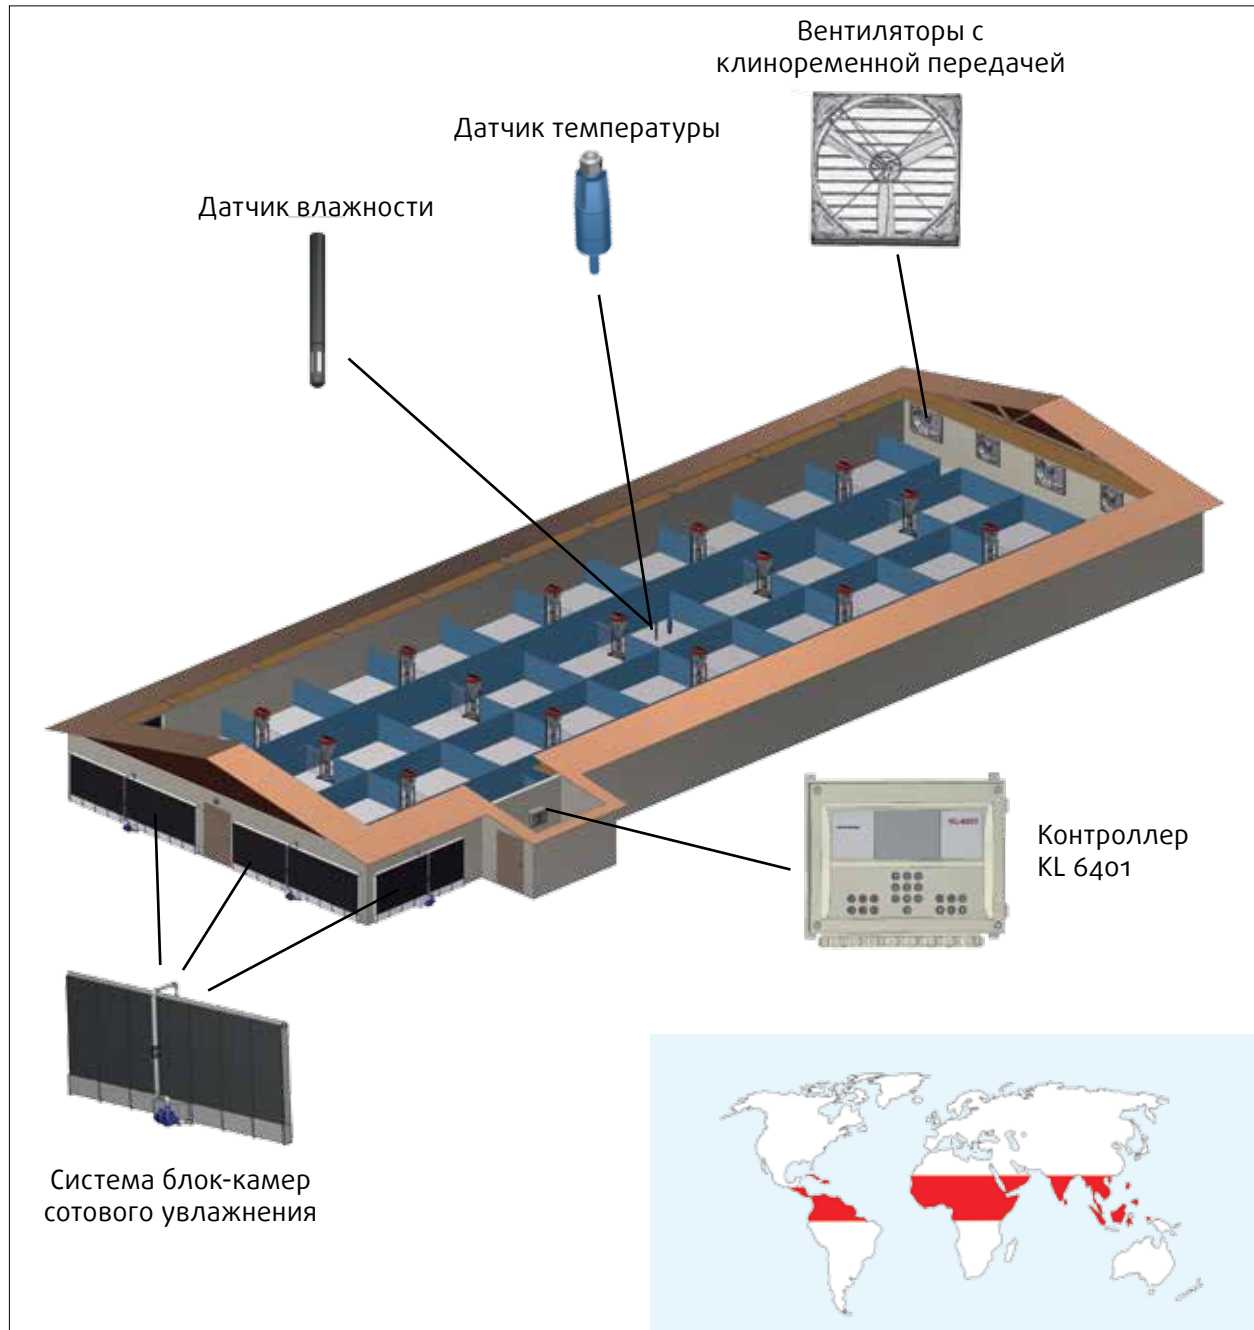 Вентиляторы с
клиноременной передачей
Датчик температуры
Датчик влажности
Контроллер
KL 6401
Система блок-камер
сотового увлажнения